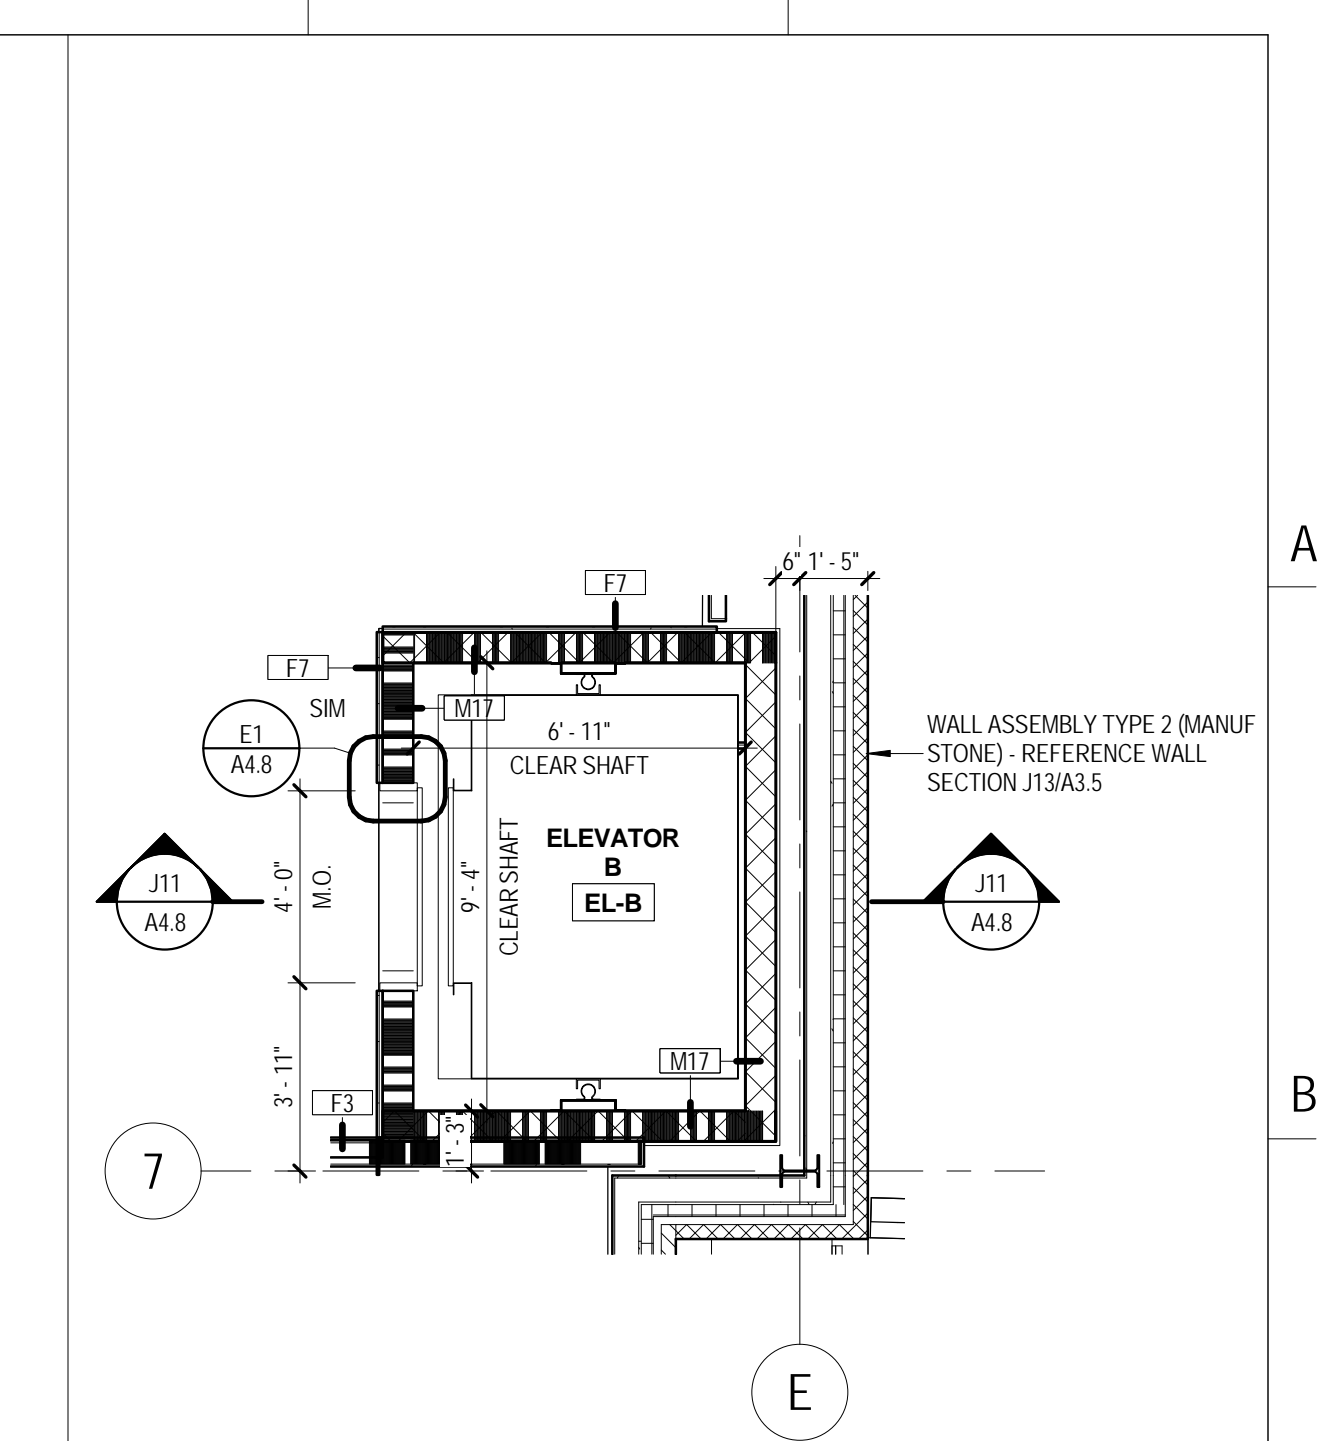 A
6" 1' - 5"
F7
F7
SIM
M17
E1
A4.8
6' - 11"
CLEAR SHAFT
WALL ASSEMBLY TYPE 2 (MANUF
STONE) - REFERENCE WALL
SECTION J13/A3.5
ELEVATOR
B
EL-B
9' - 4"
CLEAR SHAFT
4' - 0"
M.O.
J11
A4.8
J11
A4.8
M17
3' - 11"
F3
1' - 3"
B
7
E